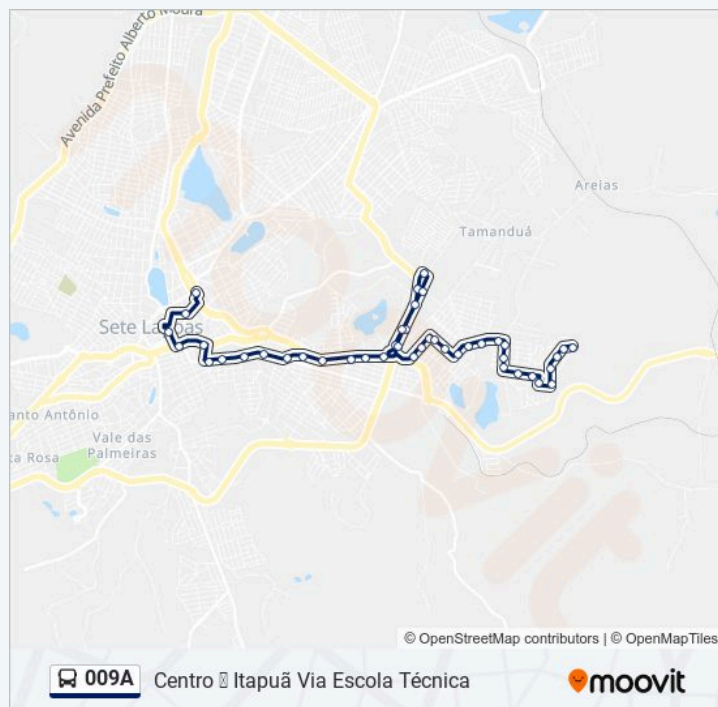 Avenida Prefeito Alberto Moura
Areias
Tamanduá
Sete Lagoas
anto Antônio
Vale das
Palmeiras
ta Rosa
© OpenStreetMap contributors | © OpenMapTiles
009A Centro Itapuã Via Escola Técnica
moovit